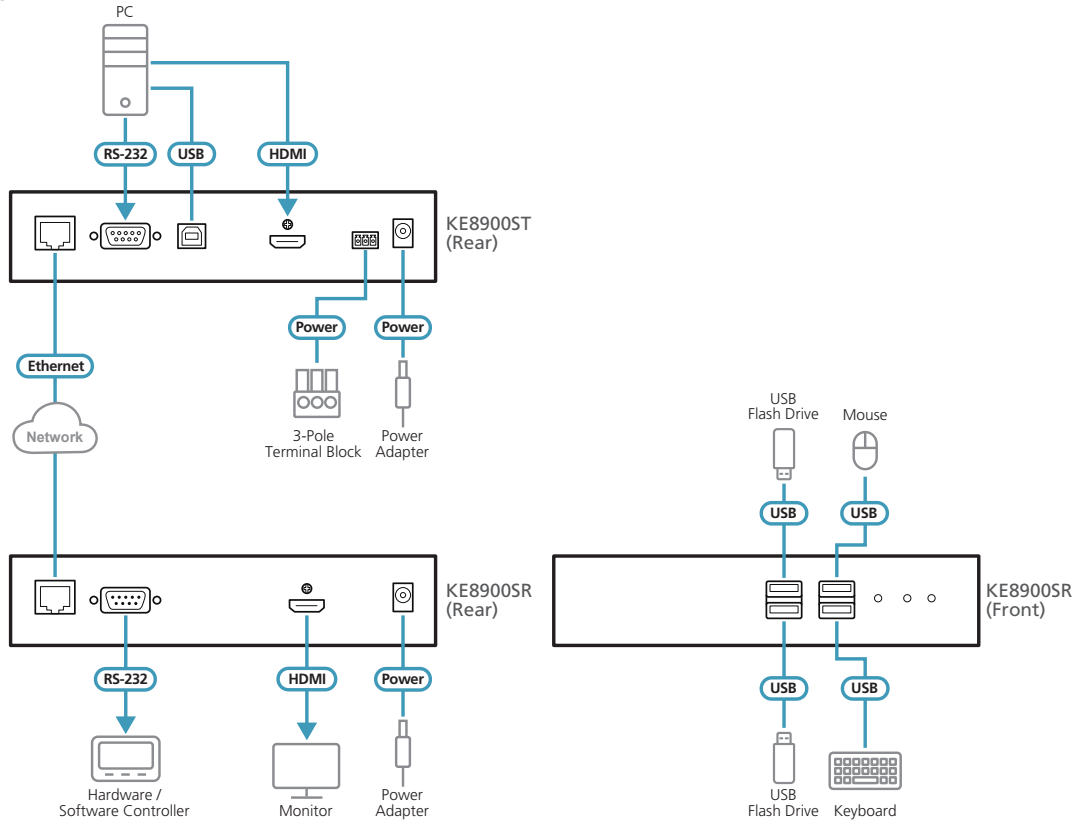 PC
RS-232
USB
HDMI
KE8900ST
(Rear)
Power
Power
Ethernet
Network
3-Pole
Terminal Block
Power
Adapter
KE8900SR
(Rear)
RS-232
HDMI
Power
Hardware /
Software Controller
Monitor
Power
Adapter
USB
Flash Drive
Mouse
USB
USB
KE8900SR
(Front)
USB
USB
USB
Flash Drive
Keyboard